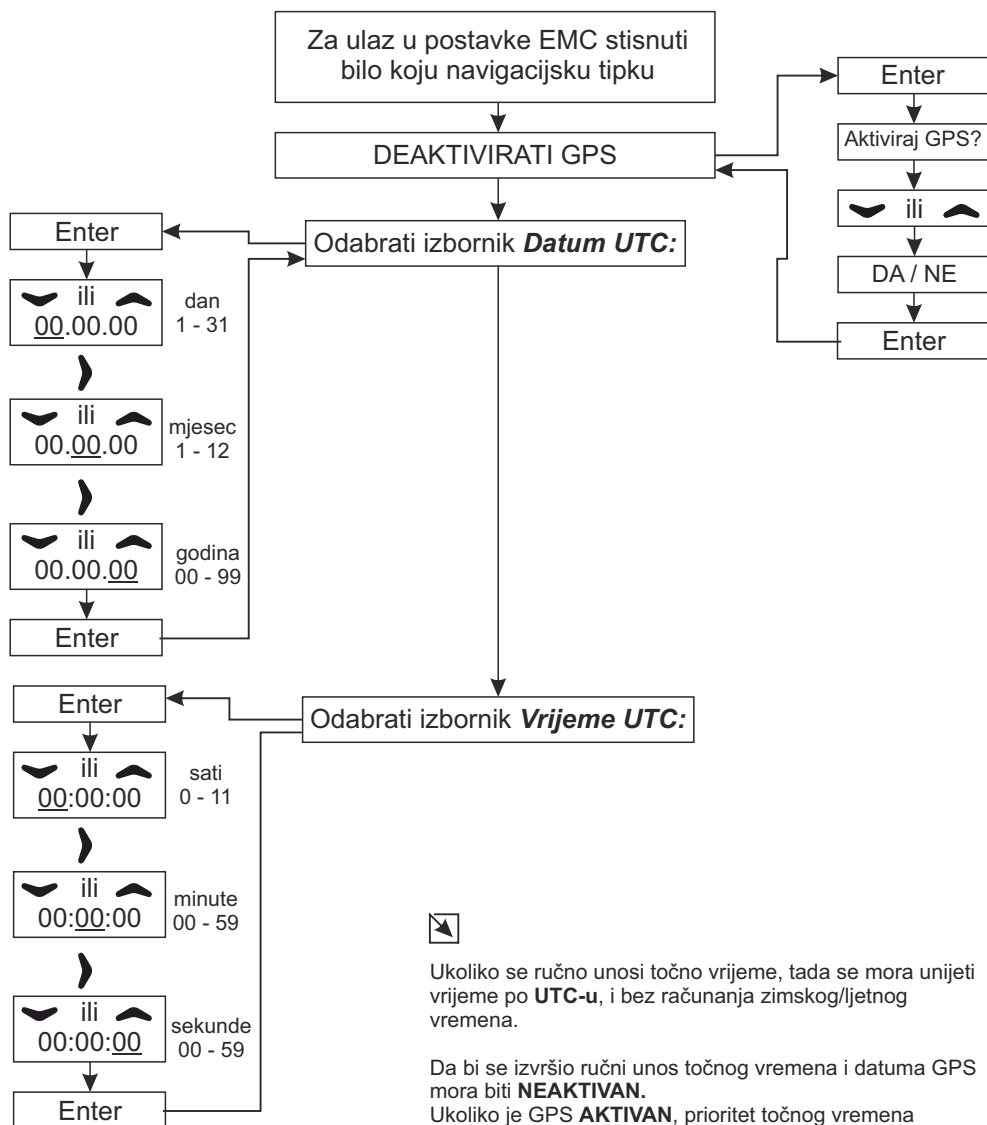 Za ulaz u postavke EMC stisnuti
bilo koju navigacijsku tipku
DEAKTIVIRATI GPS
Enter
Aktiviraj GPS?
ili
DA / NE
Enter
Odabrati izbornik Datum UTC:
Enter
ili
00.00.00
dan
1 - 31
ili
00.00.00
mjesec
1 - 12
ili
00.00.00
godina
00 - 99
Enter
Odabrati izbornik Vrijeme UTC:
Enter
ili
00:00:00
sati
0 - 11
ili
00:00:00
minute
00 - 59
ili
00:00:00
sekunde
00 - 59
Enter
Ukoliko se ručno unosi točno vrijeme, tada se mora unijeti
vrijeme po UTC-u, i bez računanja zimskog/ljetnog
vremena.
Da bi se izvršio ručni unos točnog vremena i datuma GPS
mora biti NEAKTIVAN.
Ukoliko je GPS AKTIVAN, prioritet točnog vremena